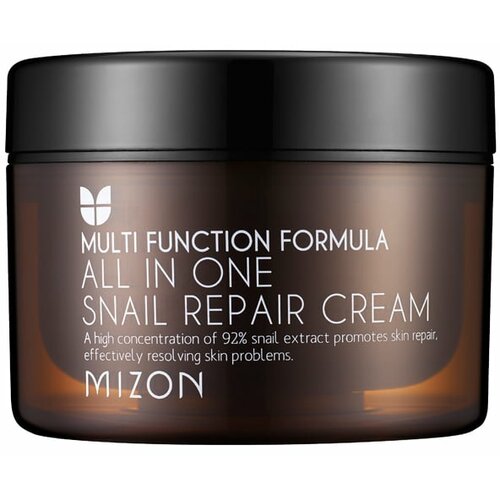 MULTI FUNCTION FORMULA
ALL IN ONE
SNAIL REPAIR CREAM
A high concentration of 92% snail extract promotes skin repair,
effectively resolving skin problems.
MIZON